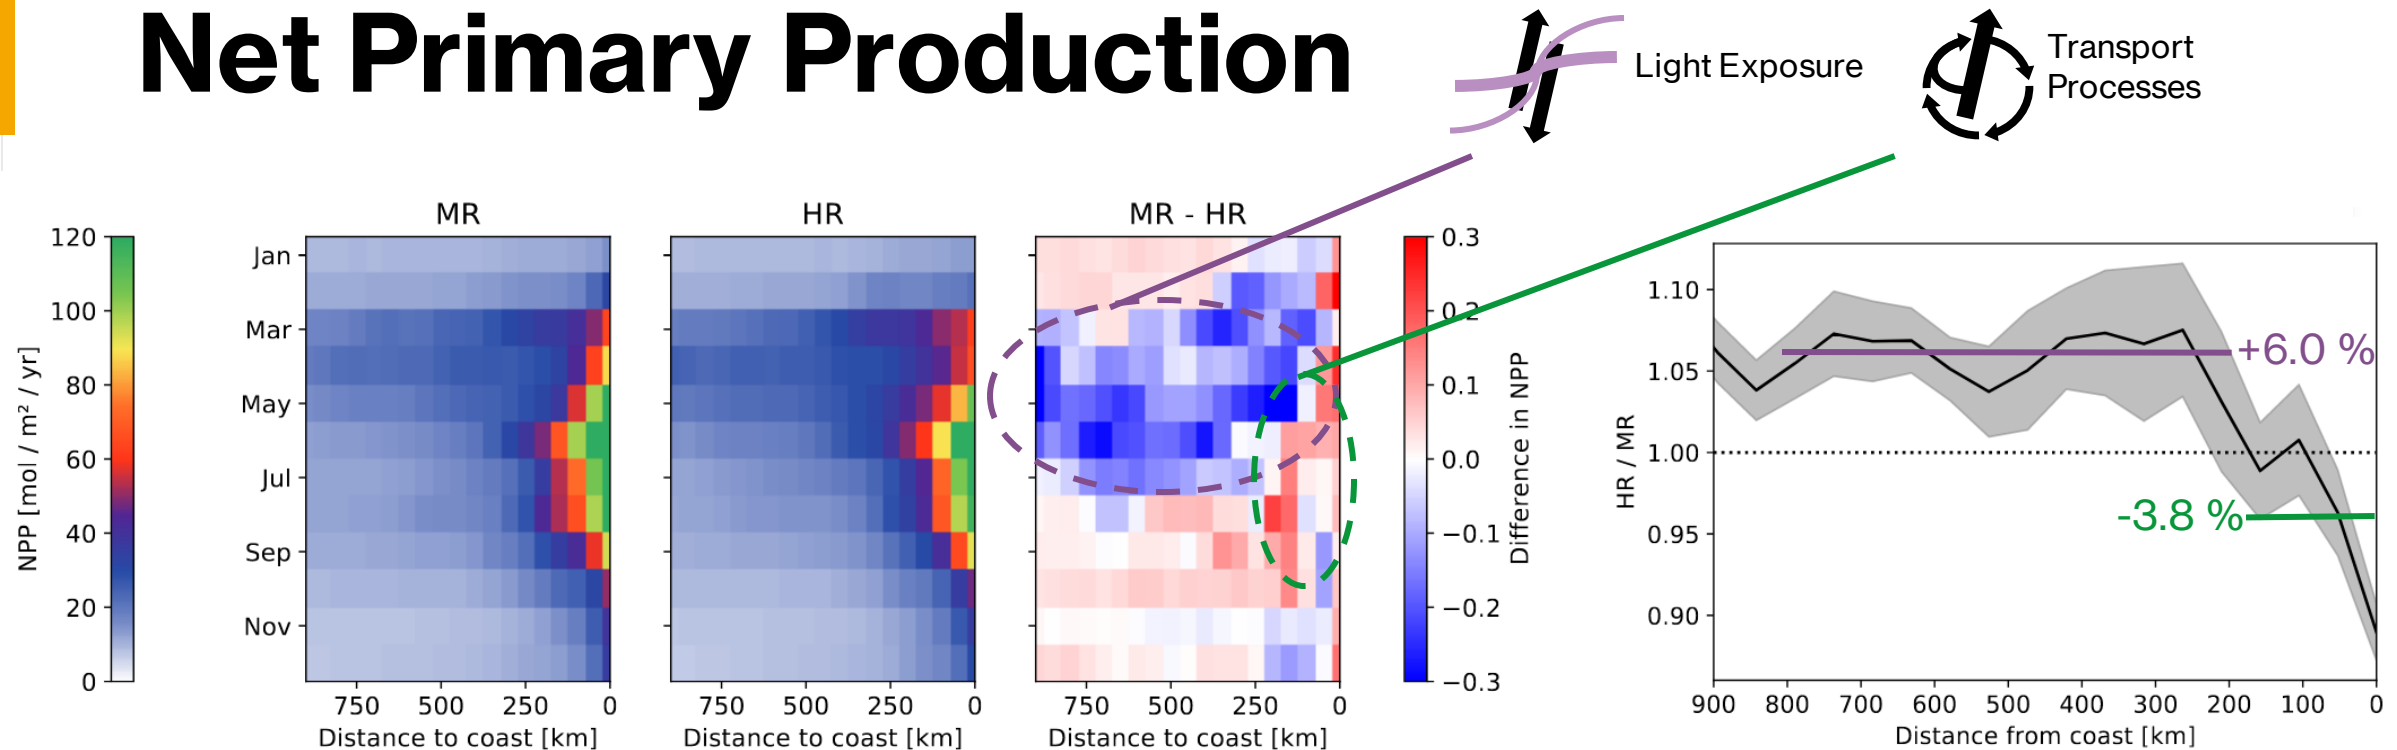 Net Primary Production
Light Exposure
Transport
Processes
MR
HR
MR - HR
120
100
80
60
40
20
0
NPP [mol / m² / yr]
Jan
Mar
May
Jul
Sep
Nov
750 500 250 0
Distance to coast [km]
750 500 250 0
Distance to coast [km]
750 500 250 0
Distance to coast [km]
0.3
0.2
0.1
0.0
−0.1
−0.2
−0.3
Difference in NPP
1.10
1.05
1.00
0.95
0.90
HR / MR
+6.0 %
-3.8 %
900 800 700 600 500 400 300 200 100 0
Distance from coast [km]